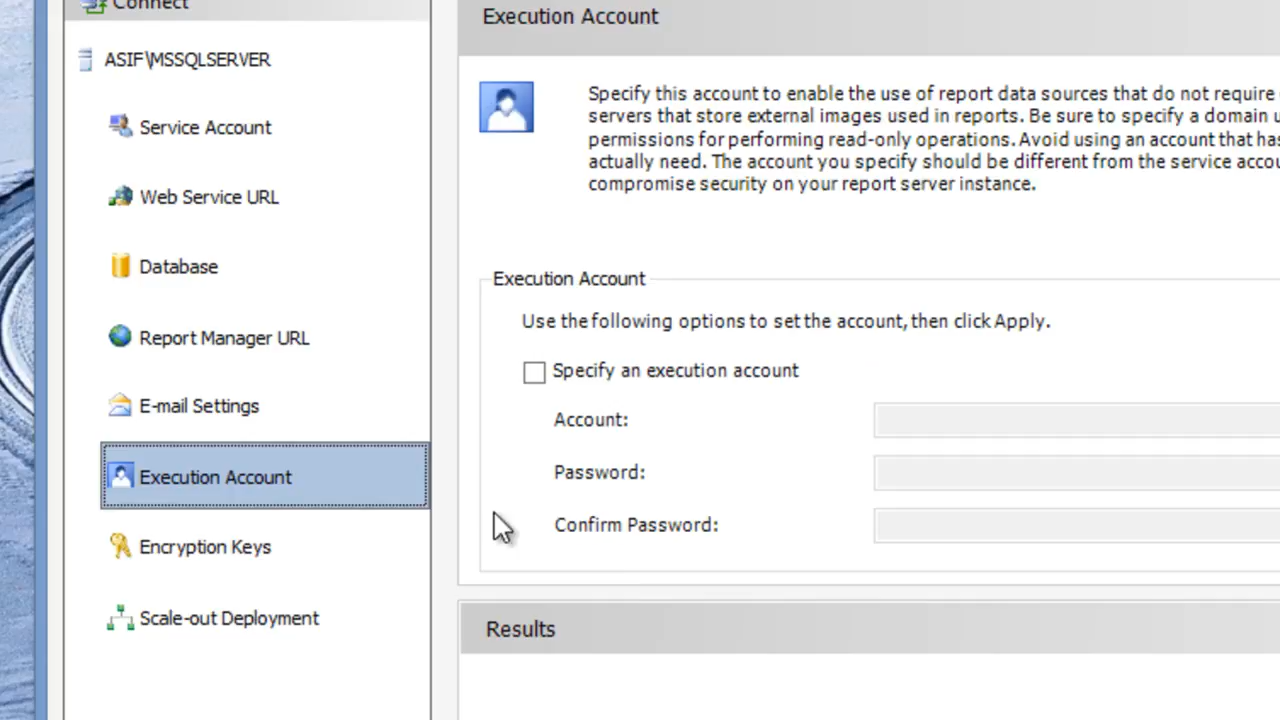 Connect
ASIF\MSSQLSERVER
Service Account
Web Service URL
Database
Report Manager URL
E-mail Settings
Execution Account
Encryption Keys
Scale-out Deployment
Execution Account
Specify this account to enable the use of report data sources that do not require
servers that store external images used in reports. Be sure to specify a domain u
permissions for performing read-only operations. Avoid using an account that has
actually need. The account you specify should be different from the service accou
compromise security on your report server instance.
Execution Account
Use the following options to set the account, then click Apply.
Specify an execution account
Account:
Password:
Confirm Password:
Results